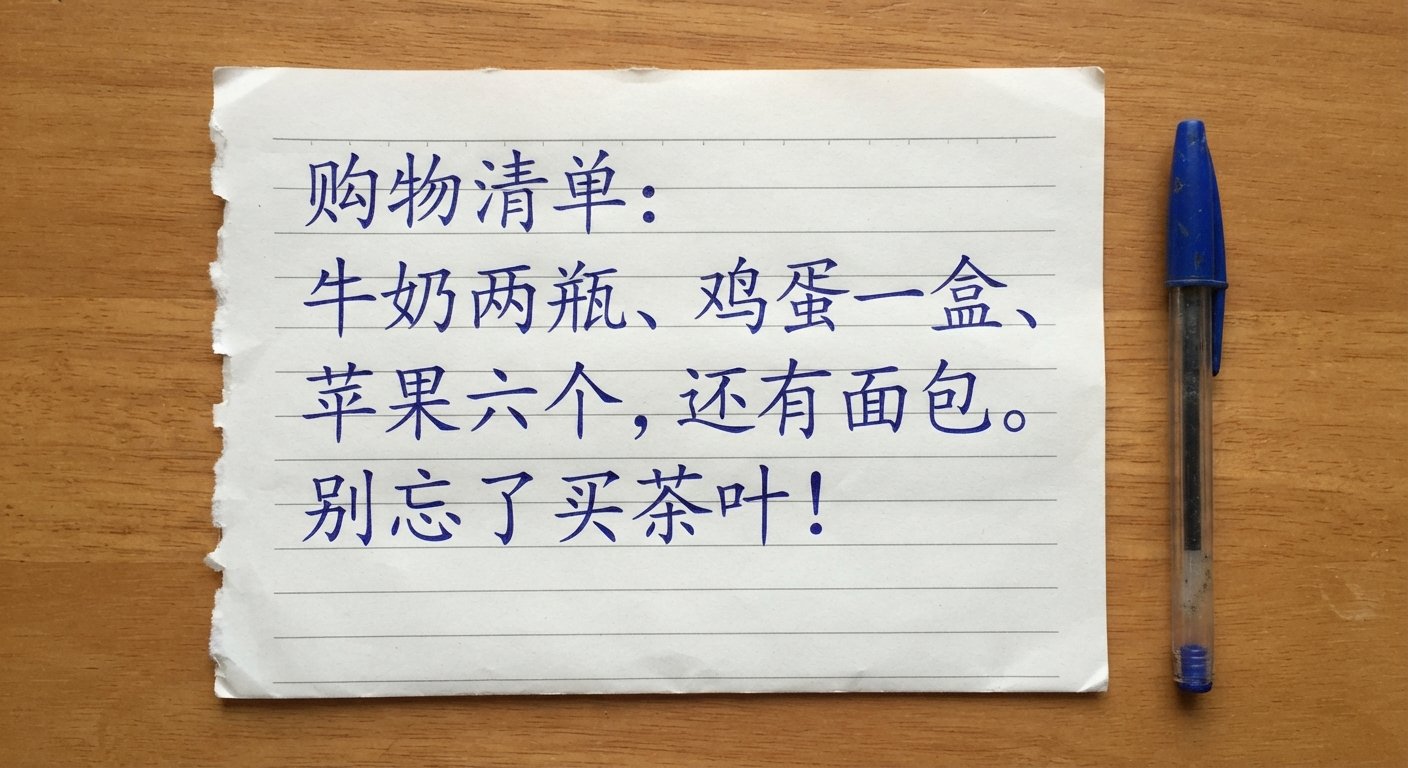 购物清单：
牛奶两瓶、鸡蛋一盒、
苹果六个，还有面包。
别忘了买茶叶！